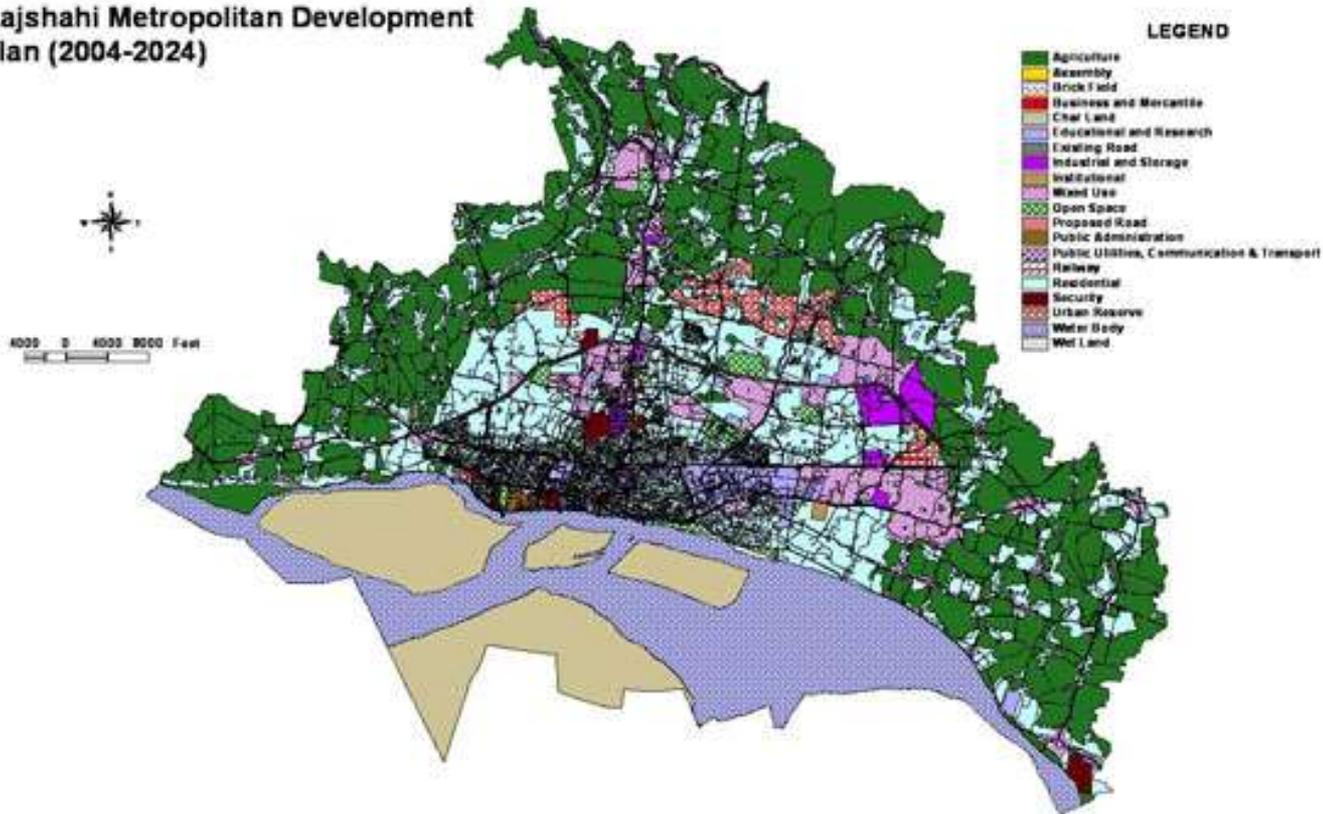 ajshahi Metropolitan Development
lan (2004-2024)
LEGEND
Agriculture
Assembly
Brick Field
Business and Mercantile
Char Land
Educational and Research
Existing Road
Industrial and Storage
Institutional
Mixed Use
Open Space
Proposed Road
Public Administration
Public Utilities, Communication & Transport
Railway
Residential
Security
Urban Reserve
Water Body
Wet Land
4000 0 4000 8000 Feet